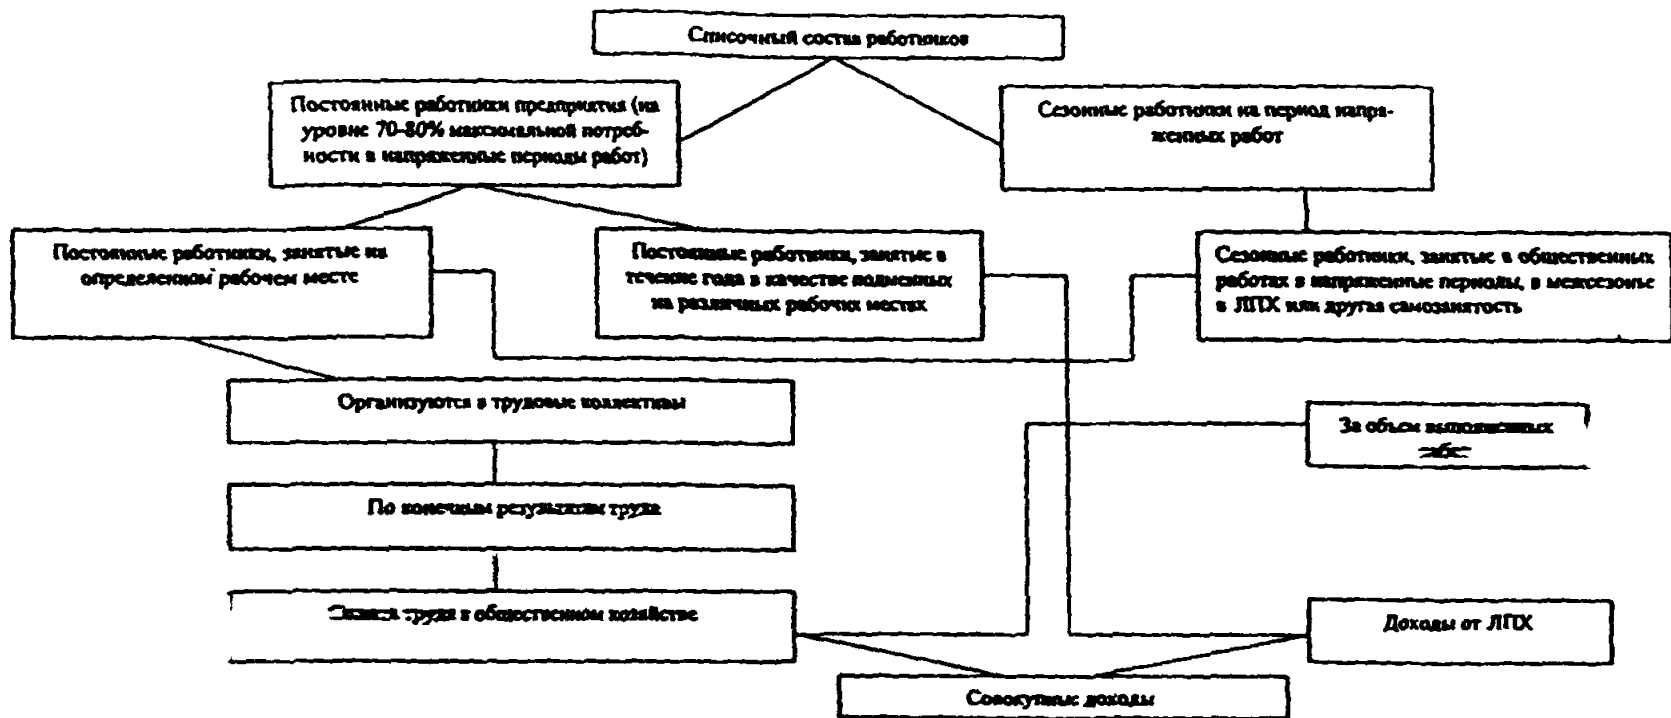 Списочный состав работников
Постоянные работники предприятия (на
уровне 70-80% максимальной потреб-
ности в напряженные периоды работ)
Сезонные работники на период напря-
женных работ
Постоянные работники, занятые на
определенном рабочем месте
Постоянные работники, занятые в
течение года в качестве подменных
на различных рабочих местах
Сезонные работники, занятые в общественных
работах в напряженные периоды, в межсезонье
в ЛПХ или другая самозанятость
Организуются в трудовые коллективы
За объем выполненных
По конечным результатам труда
труда в общественном хозяйстве
Доходы от ЛПХ
Совокупные доходы